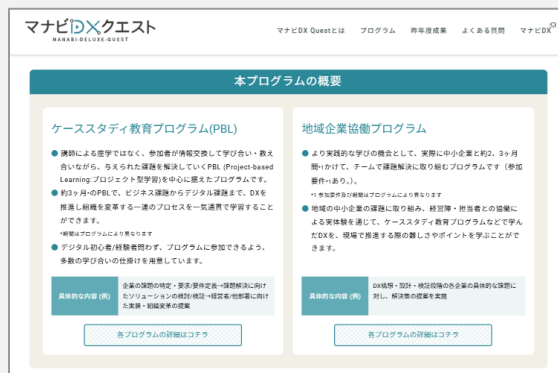 マナビDXクエスト
MANABI-DELUXE-QUEST
マナビDX Questとは プログラム 昨年度成果 よくある質問 マナビDX
本プログラムの概要
ケーススタディ教育プログラム(PBL)
講師による座学ではなく、参加者が情報交換して学び合い・教え
合いながら、与えられた課題を解決していくPBL (Project-based
Learning:プロジェクト型学習)を中心に据えたプログラムです。
約3ヶ月*のPBLで、ビジネス課題からデジタル課題まで、DXを
推進し組織を変革する一連のプロセスを一気通貫で学習すること
ができます。
*期間はプログラムにより異なります
デジタル初心者/経験者問わず、プログラムに参加できるよう、
多数の学び合いの仕掛けを用意しています。
具体的な内容 (例)
企業の課題の特定・要求/要件定義→課題解決に向け
たソリューションの検討/検証→経営者/他部署に向け
た実装・組織変革の提案
各プログラムの詳細はコチラ
地域企業協働プログラム
より実践的な学びの機会として、実際に中小企業と約2、3ヶ月
間*1かけて、チームで課題解決に取り組むプログラムです（参加
要件*1あり。）。
*1 参加要件及び期間はプログラムにより異なります
地域の中小企業の課題に取り組み、経営陣・担当者との協働に
よる実体験を通じて、ケーススタディ教育プログラムなどで学ん
だDXを、現場で推進する際の難しさやポイントを学ぶことがで
きます。
具体的な内容 (例)
DX構想・設計・検証段階の各企業の具体的な課題に
対し、解決策の提案を実施
各プログラムの詳細はコチラ